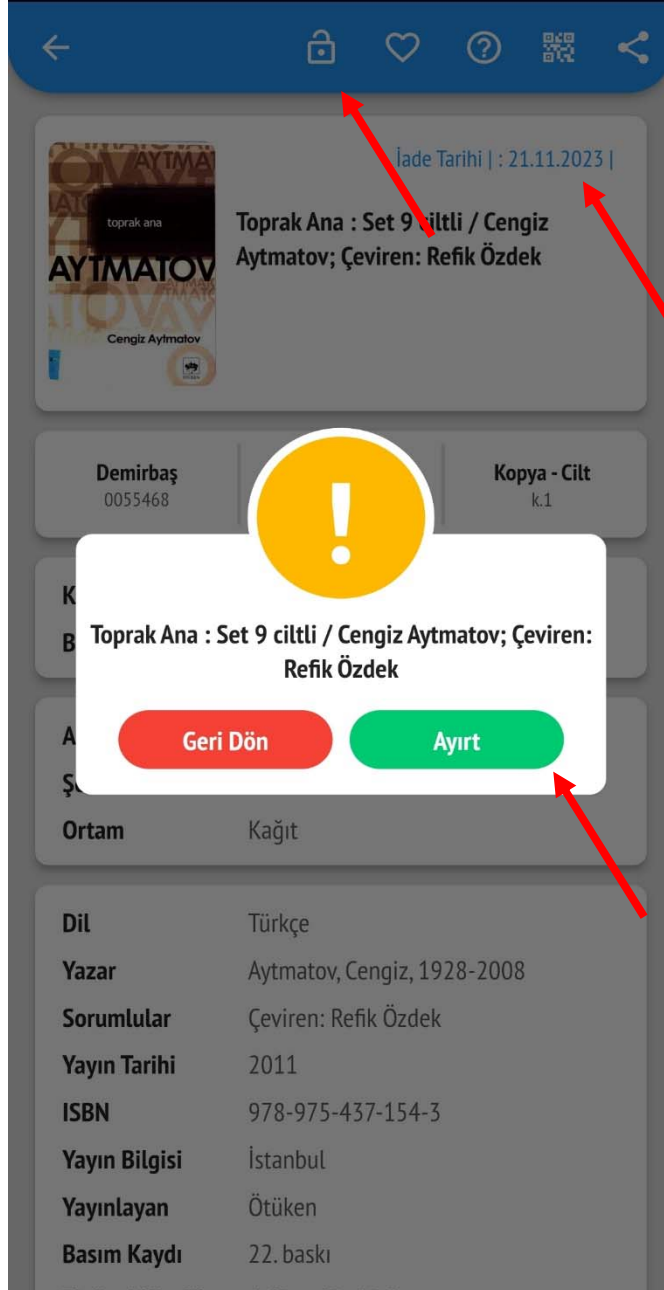 İade Tarihi | : 21.11.2023 |
AYTMA
toprak ana
AYTMATOV
Cengiz Aytmatov
Toprak Ana : Set 9 ciltli / Cengiz
Aytmatov; Çeviren: Refik Özdek
Demirbaş
0055468
Kopya - Cilt
k.1
!
K
B
Toprak Ana : Set 9 ciltli / Cengiz Aytmatov; Çeviren:
Refik Özdek
Geri Dön
Ayırt
A
Ş
Ortam Kağıt
Dil Türkçe
Yazar Aytmatov, Cengiz, 1928-2008
Sorumlular Çeviren: Refik Özdek
Yayın Tarihi 2011
ISBN 978-975-437-154-3
Yayın Bilgisi İstanbul
Yayınlayan Ötüken
Basım Kaydı 22. baskı